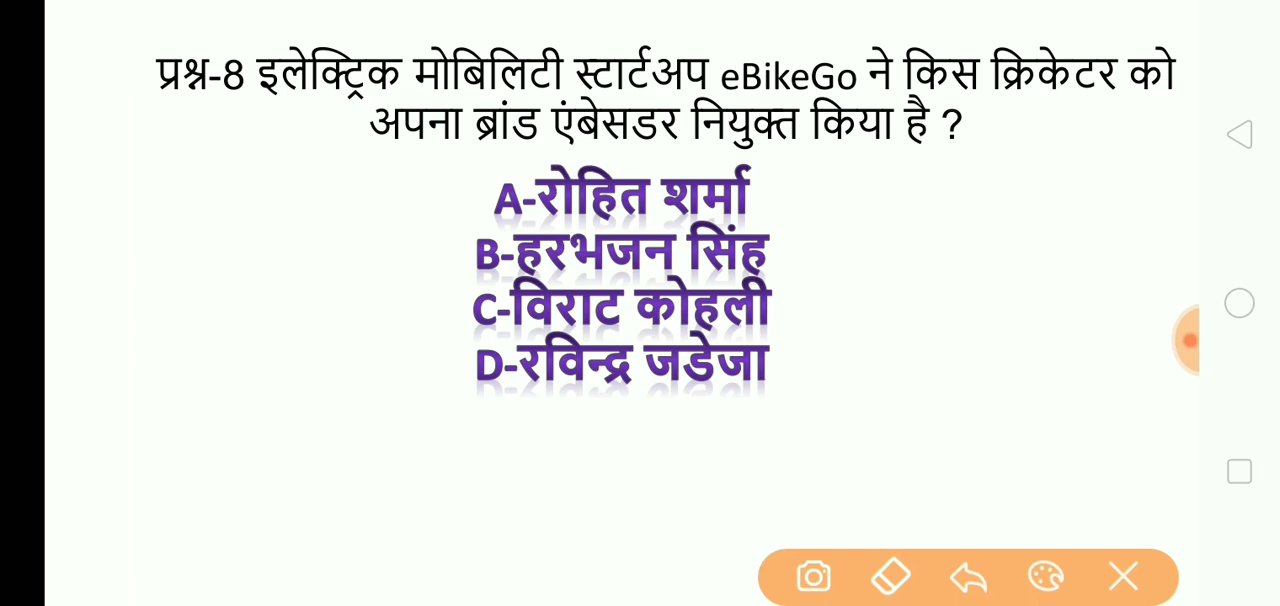 प्रश्न-8 इलेक्ट्रिक मोबिलिटी स्टार्टअप eBikeGo ने किस क्रिकेटर को
अपना ब्रांड एंबेसडर नियुक्त किया है ?
A-रोहित शर्मा
B-हरभजन सिंह
C-विराट कोहली
D-रविन्द्र जडेजा